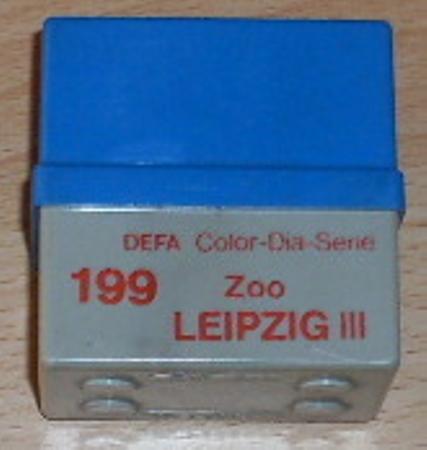 DEFA Color-Dia-Serie
199 Zoo
LEIPZIG III